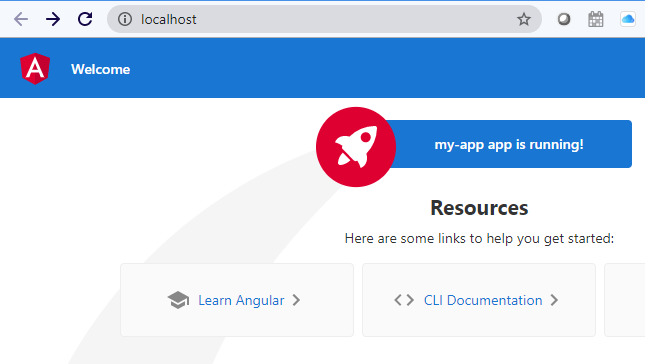 localhost
A
Welcome
my-app app is running!
Resources
Here are some links to help you get started:
Learn Angular
CLI Documentation